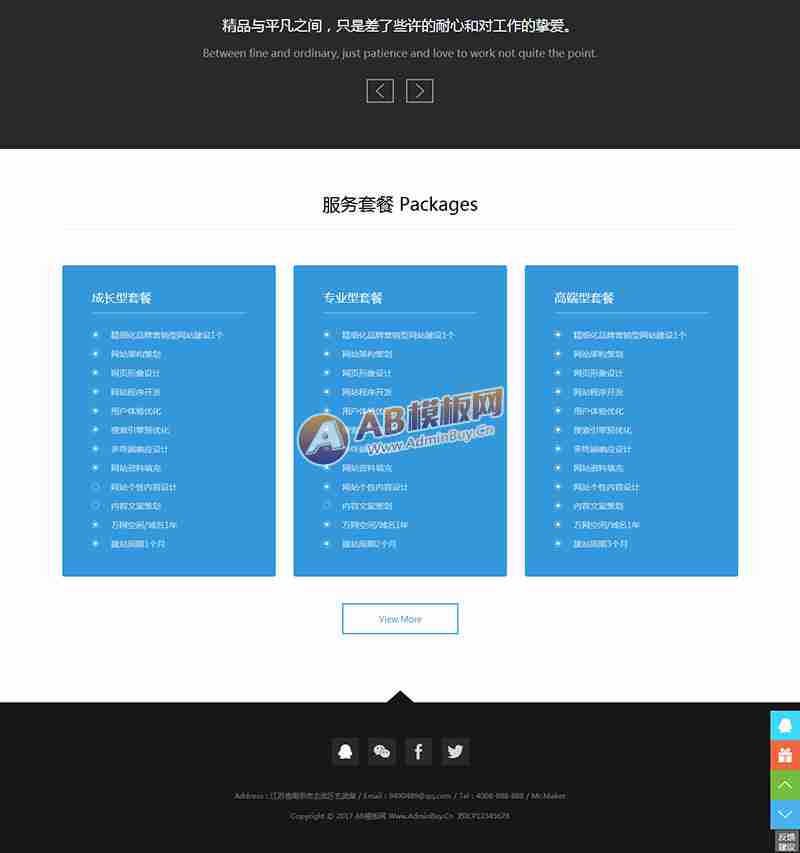 精品与平凡之间，只是差了些许的耐心和对工作的挚爱。
Between fine and ordinary, just patience and love to work not quite the point.
服务套餐 Packages
成长型套餐
精细化品牌营销型网站建设1个
网站架构策划
网页形像设计
网站程序开发
用户体验优化
搜索引擎预优化
多终端响应设计
网站资料填充
网站个性内容设计
内容文案策划
万网空间/域名1年
建站周期1个月
专业型套餐
精细化品牌营销型网站建设1个
网站架构策划
网页形像设计
网站程序开发
用户体验优化
网站资料填充
网站个性内容设计
内容文案策划
万网空间/域名1年
建站周期2个月
AB模板网
Www.AdminBuy.Cn
高端型套餐
精细化品牌营销型网站建设1个
网站架构策划
网页形像设计
网站程序开发
用户体验优化
搜索引擎预优化
多终端响应设计
网站资料填充
网站个性内容设计
内容文案策划
万网空间/域名1年
建站周期3个月
View More
Address：江苏省南京市玄武区玄武湖 / Email：9490489@qq.com / Tel：4008-888-888 / Mc.Maker
Copyright © 2017 AB模板网 Www.AdminBuy.Cn 苏ICP12345678
反馈
建议